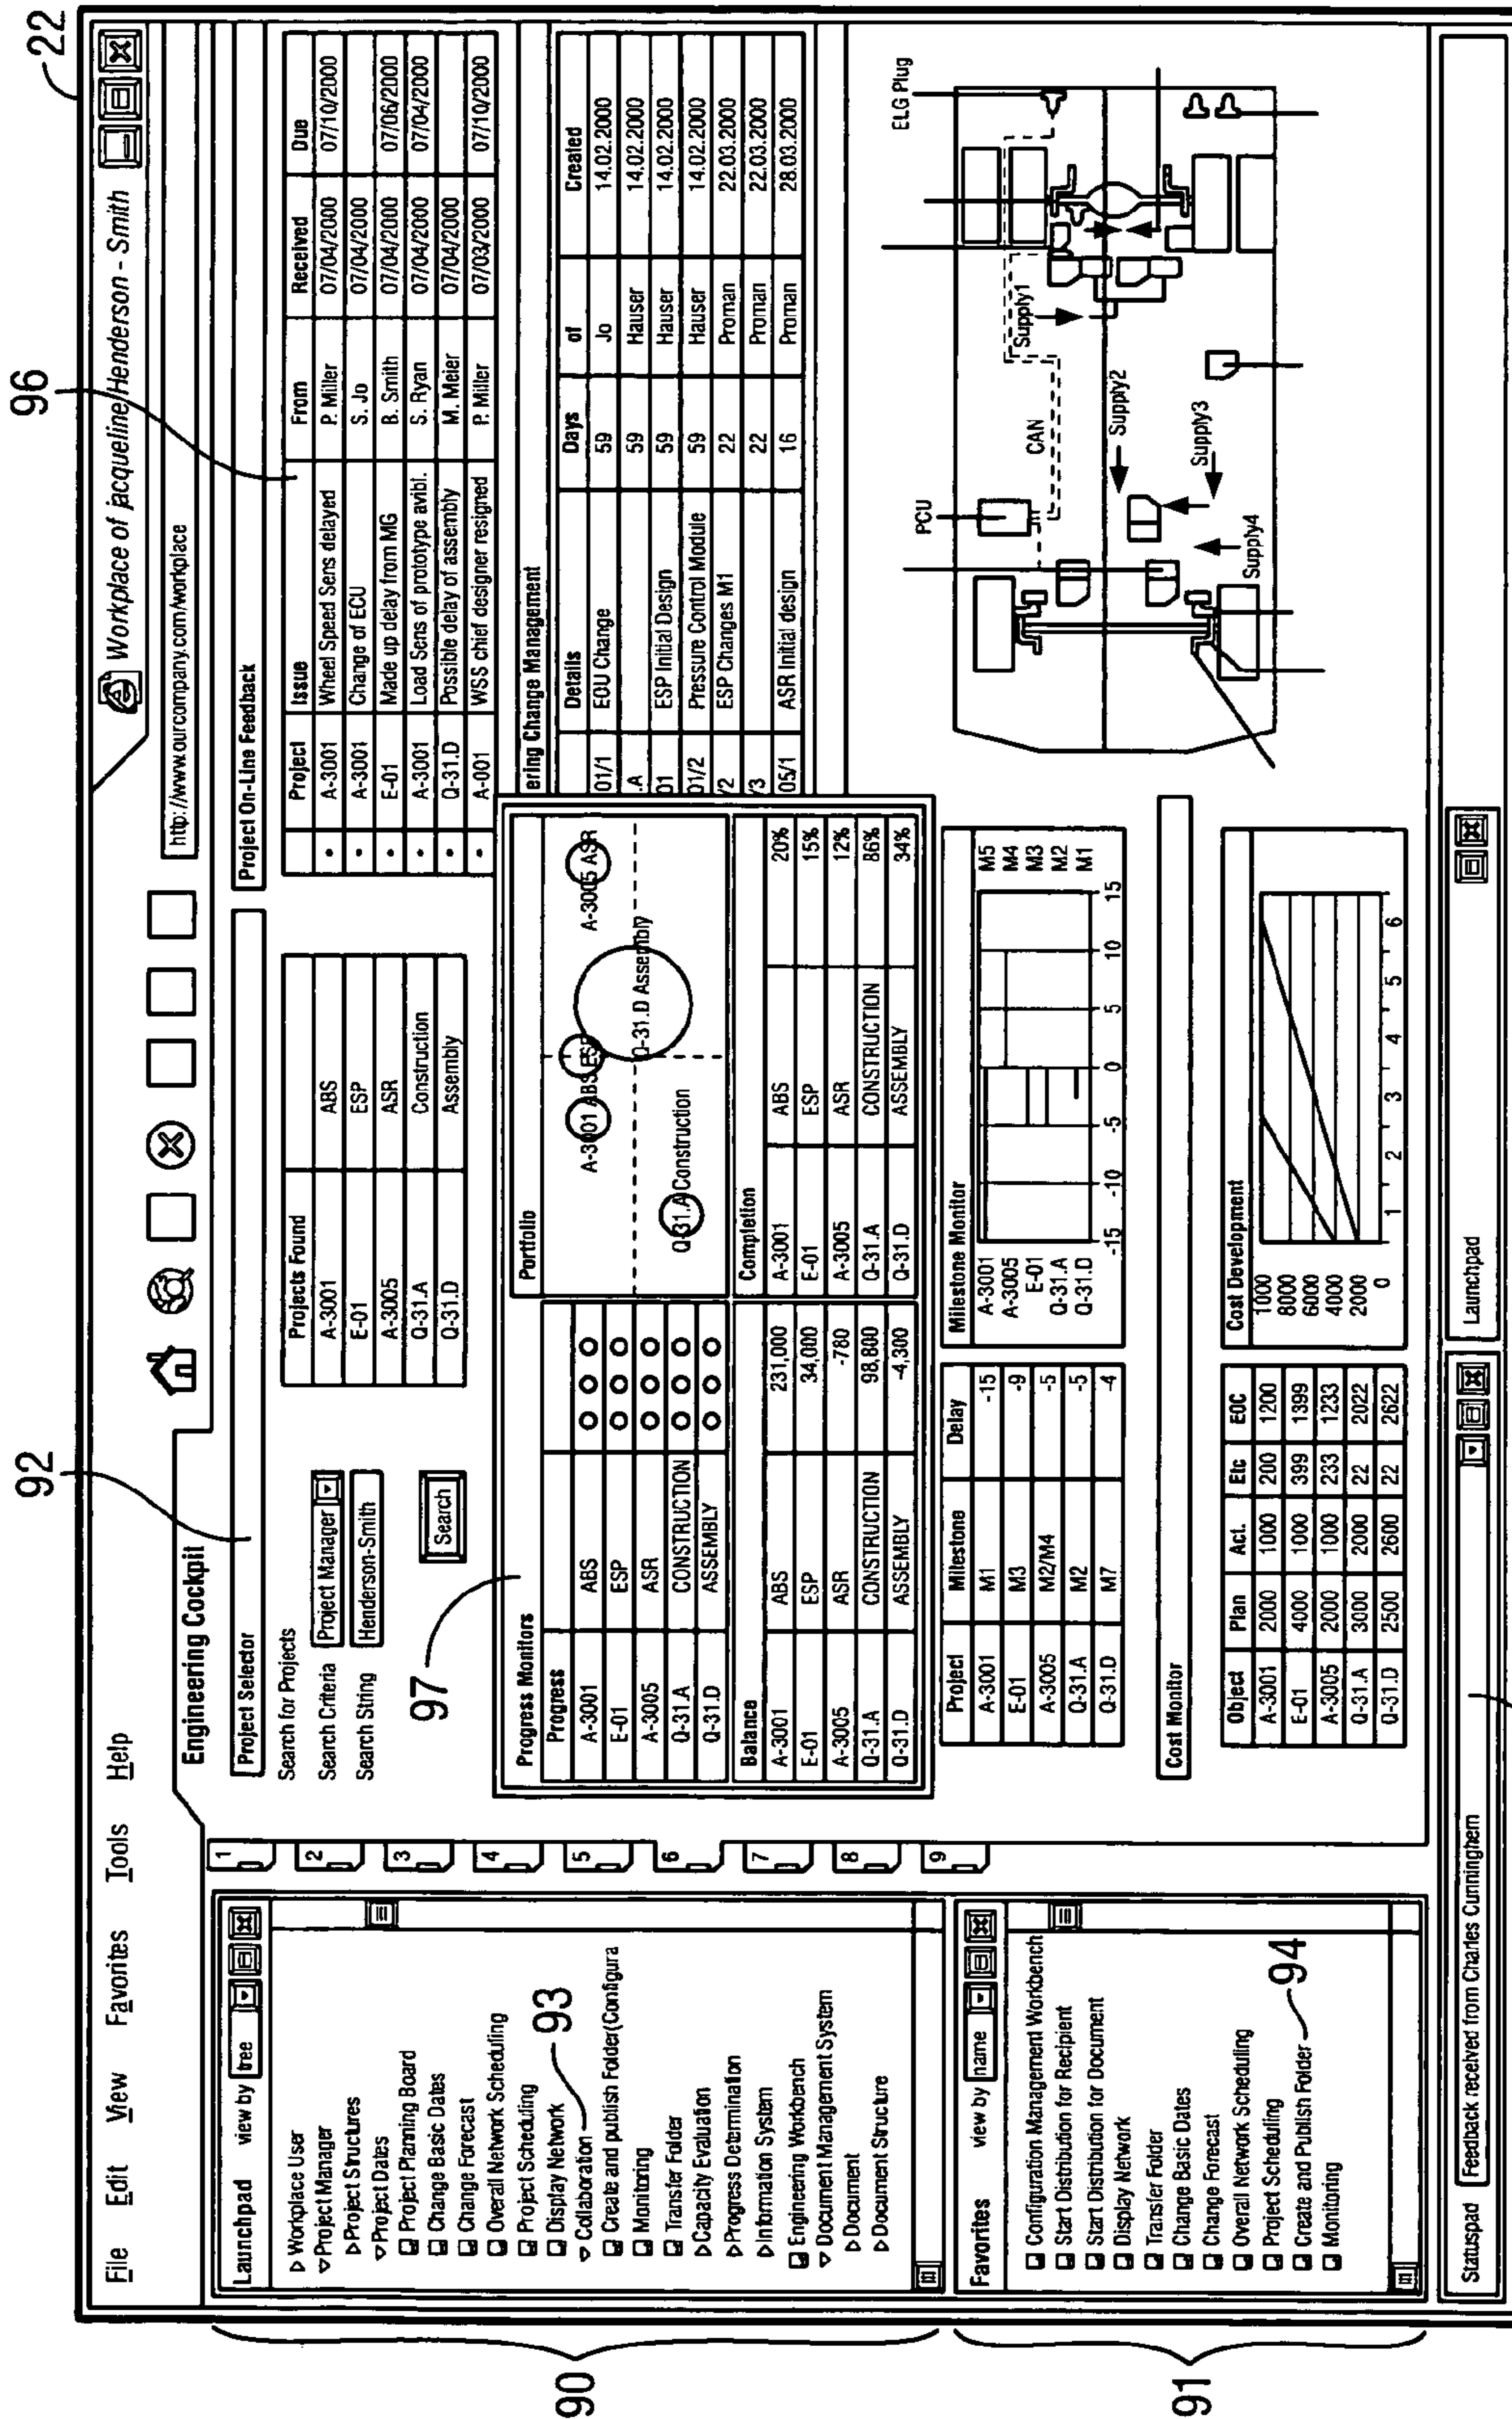 22
Workplace of jacqueline/Henderson - Smith
File Edit View Favorites Tools Help
96
http://www.ourcompany.com/workplace
92
Engineering Cockpit
90
Launchpad view by tree
▷ Workplace User
▽ Project Manager
▷ Project Structures
▽ Project Dates
Project Planning Board
Change Basic Dates
Change Forecast
Overall Network Scheduling
Project Scheduling
Display Network
▽ Collaboration 93
Create and publish Folder(Configura
Monitoring
Transfer Folder
▷ Capacity Evaluation
▷ Progress Determination
▷ Information System
Engineering Workbench
▽ Document Management System
▷ Document
▷ Document Structure
91
Favorites view by name
Configuration Management Workbench
Start Distribution for Recipient
Start Distribution for Document
Display Network
Transfer Folder
Change Basic Dates
Change Forecast
Overall Network Scheduling
Project Scheduling
Create and Publish Folder 94
Monitoring
1
2
3
4
5
6
7
8
9
Project Selector
Search for Projects
Search Criteria Project Manager
Search String Henderson-Smith
Search
Projects Found
A-3001 ABS
E-01 ESP
A-3005 ASR
Q-31.A Construction
Q-31.D Assembly
Project On-Line Feedback
Project Issue From Received Due
• A-3001 Wheel Speed Sens delayed P. Miller 07/04/2000 07/10/2000
• A-3001 Change of ECU S. Jo 07/04/2000
• E-01 Made up delay from MG B. Smith 07/04/2000 07/06/2000
• A-3001 Load Sens of prototype avibl. S. Ryan 07/04/2000 07/04/2000
• Q-31.D Possible delay of assembly M. Meier 07/04/2000
• A-001 WSS chief designer resigned P. Miller 07/03/2000 07/10/2000
97
Progress Monitors
Progress
A-3001 ABS
E-01 ESP
A-3005 ASR
Q-31.A CONSTRUCTION
Q-31.D ASSEMBLY
Portfolio
A-3001 ABS ESP
A-3005 ASR
Q-31.D Assembly
Q-31.A Construction
Balance
A-3001 ABS 231,000
E-01 ESP 34,000
A-3005 ASR -780
Q-31.A CONSTRUCTION 98,800
Q-31.D ASSEMBLY -4,300
Completion
A-3001 ABS 20%
E-01 ESP 15%
A-3005 ASR 12%
Q-31.A CONSTRUCTION 86%
Q-31.D ASSEMBLY 34%
ering Change Management
Details Days of Created
01/1 EOU Change 59 Jo 14.02.2000
.A 59 Hauser 14.02.2000
01 ESP Initial Design 59 Hauser 14.02.2000
01/2 Pressure Control Module 59 Hauser 14.02.2000
/2 ESP Changes M1 22 Proman 22.03.2000
/3 22 Proman 22.03.2000
05/1 ASR Initial design 16 Proman 28.03.2000
Project Milestone Delay
A-3001 M1 -15
E-01 M3 -9
A-3005 M2/M4 -5
Q-31.A M2 -5
Q-31.D M7 -4
Milestone Monitor
A-3001 M5
A-3005 M4
E-01 M3
Q-31.A M2
Q-31.D M1
-15 -10 -5 0 5 10 15
Cost Monitor
Object Plan Act. Etc EOC
A-3001 2000 1000 200 1200
E-01 4000 1000 399 1399
A-3005 2000 1000 233 1233
Q-31.A 3000 2000 22 2022
Q-31.D 2500 2600 22 2622
Cost Development
1000
8000
6000
4000
2000
0
1 2 3 4 5 6
PCU
ELG Plug
CAN
Supply1
Supply2
Supply3
Supply4
Statuspad Feedback received from Charles Cunninghem
Launchpad